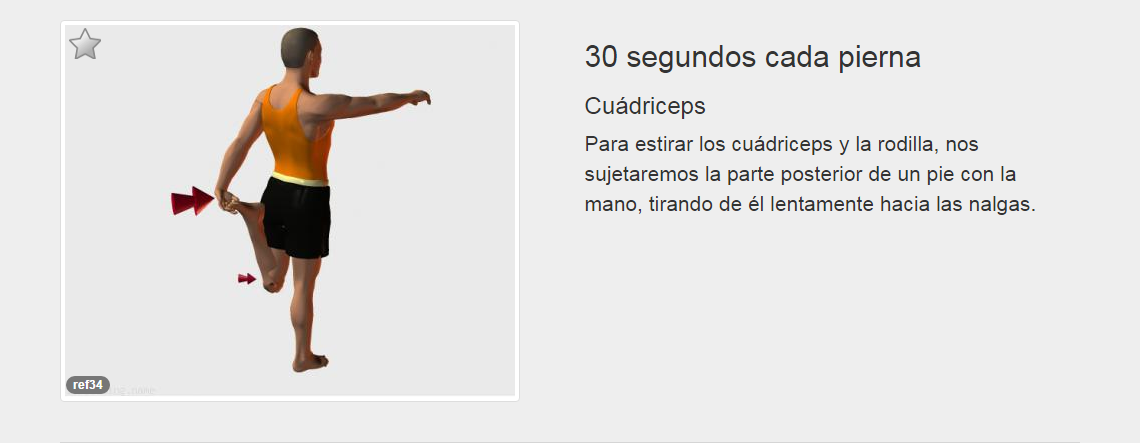 30 segundos cada pierna
Cuádriceps
Para estirar los cuádriceps y la rodilla, nos
sujetaremos la parte posterior de un pie con la
mano, tirando de él lentamente hacia las nalgas.
ref34